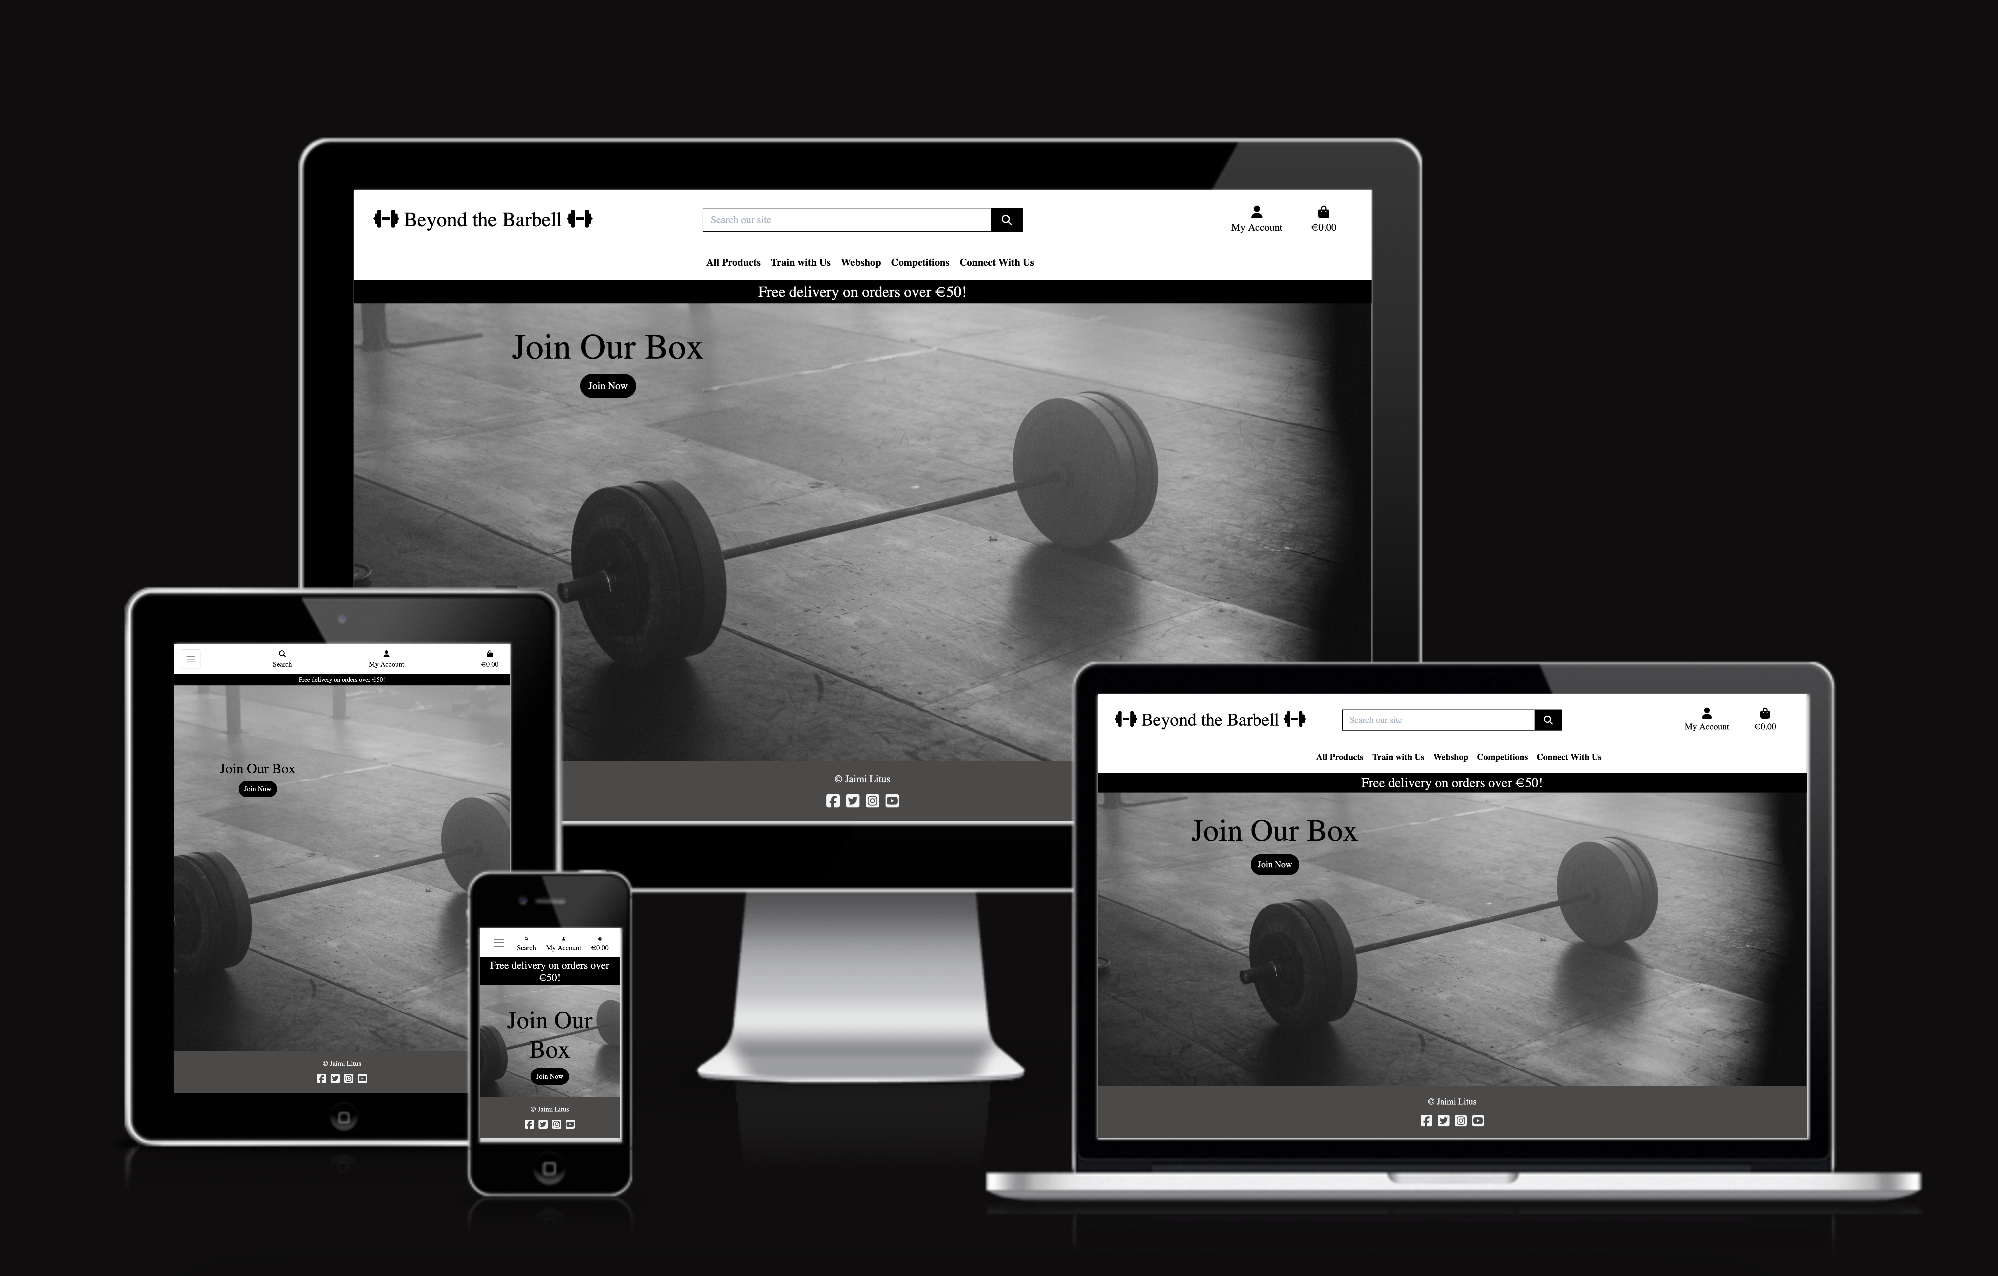 Beyond the Barbell
Search our site
My Account
€0.00
All Products Train with Us Webshop Competitions Connect With Us
Free delivery on orders over €50!
Join Our Box
Join Now
© Jaimi Litus
Search
My Account
€0.00
Free delivery on orders over €50!
Join Our Box
Join Now
© Jaimi Litus
Search
My Account
€0.00
Free delivery on orders over
€50!
Join Our
Box
Join Now
© Jaimi Litus
Beyond the Barbell
Search our site
My Account
€0.00
All Products Train with Us Webshop Competitions Connect With Us
Free delivery on orders over €50!
Join Our Box
Join Now
© Jaimi Litus